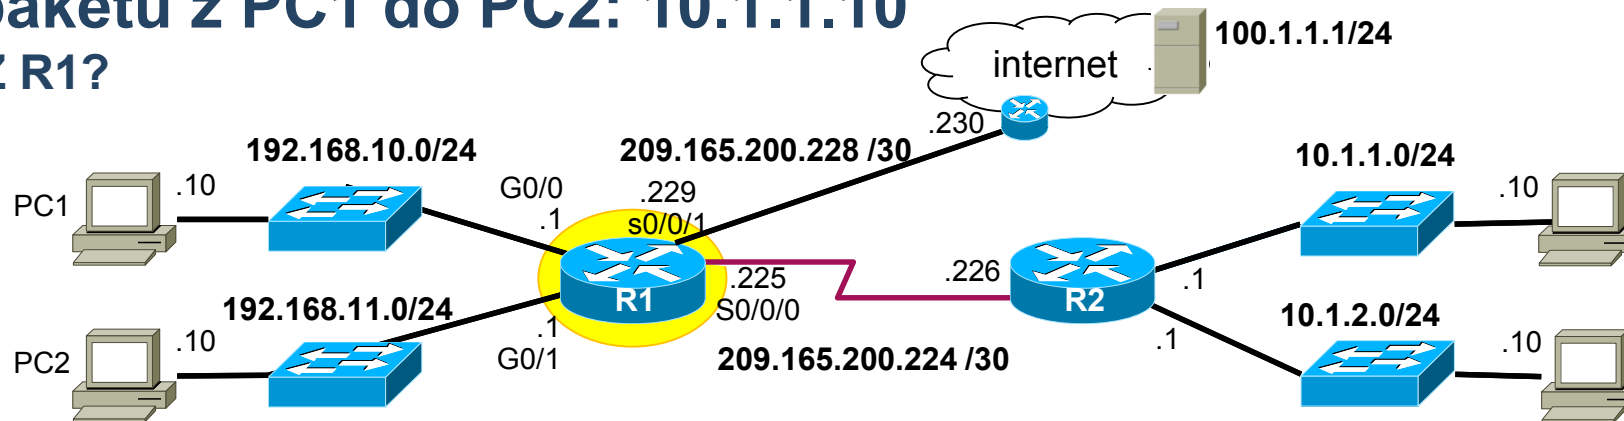 paketu z PC1 do PC2: 10.1.1.10
Z R1?
100.1.1.1/24
internet
.230
192.168.10.0/24
209.165.200.228 /30
10.1.1.0/24
PC1
.10
G0/0
.1
.229
s0/0/1
.10
.225
S0/0/0
.226
R1
R2
.1
192.168.11.0/24
10.1.2.0/24
PC2
.10
.1
G0/1
209.165.200.224 /30
.1
.10